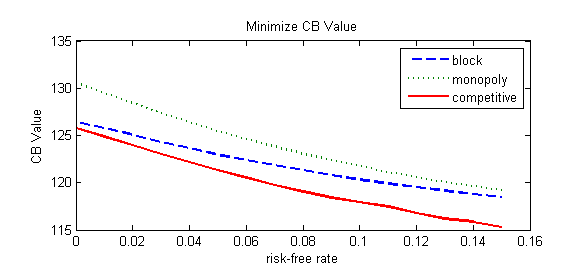 Minimize CB Value
135
130
125
120
115
CB Value
block
monopoly
competitive
0
0.02
0.04
0.06
0.08
0.1
0.12
0.14
0.16
risk-free rate